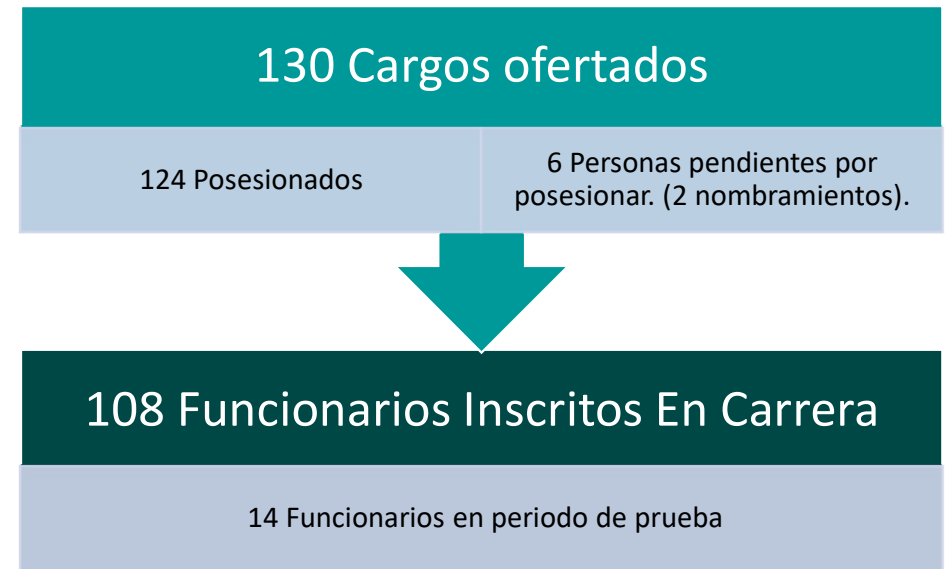 130 Cargos ofertados
124 Posesionados
6 Personas pendientes por
posesionar. (2 nombramientos).
108 Funcionarios Inscritos En Carrera
14 Funcionarios en periodo de prueba